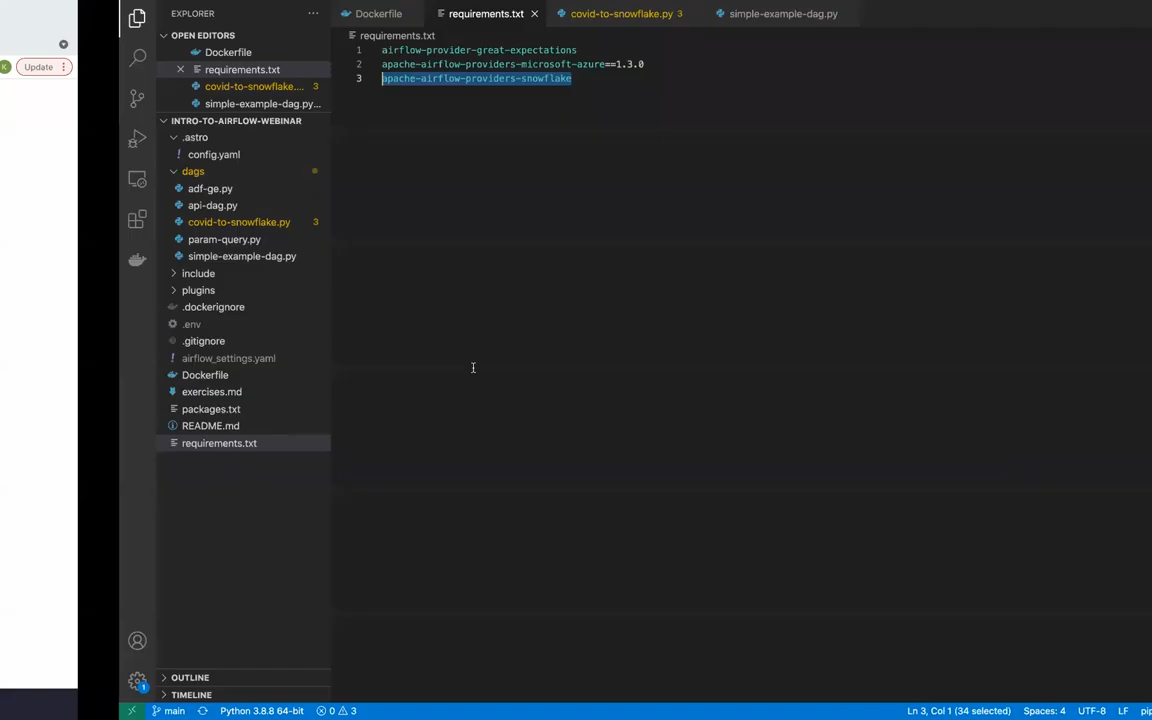 K Update
EXPLORER
OPEN EDITORS
Dockerfile
requirements.txt
covid-to-snowflake.... 3
simple-example-dag.py...
INTRO-TO-AIRFLOW-WEBINAR
.astro
! config.yaml
dags
adf-ge.py
api-dag.py
covid-to-snowflake.py 3
param-query.py
simple-example-dag.py
include
plugins
.dockerignore
.env
.gitignore
! airflow_settings.yaml
Dockerfile
exercises.md
packages.txt
README.md
requirements.txt
OUTLINE
TIMELINE
Dockerfile requirements.txt covid-to-snowflake.py 3 simple-example-dag.py
requirements.txt
1 airflow-provider-great-expectations
2 apache-airflow-providers-microsoft-azure==1.3.0
3 apache-airflow-providers-snowflake
1
main Python 3.8.8 64-bit 0 3 Ln 3, Col 1 (34 selected) Spaces: 4 UTF-8 LF pip